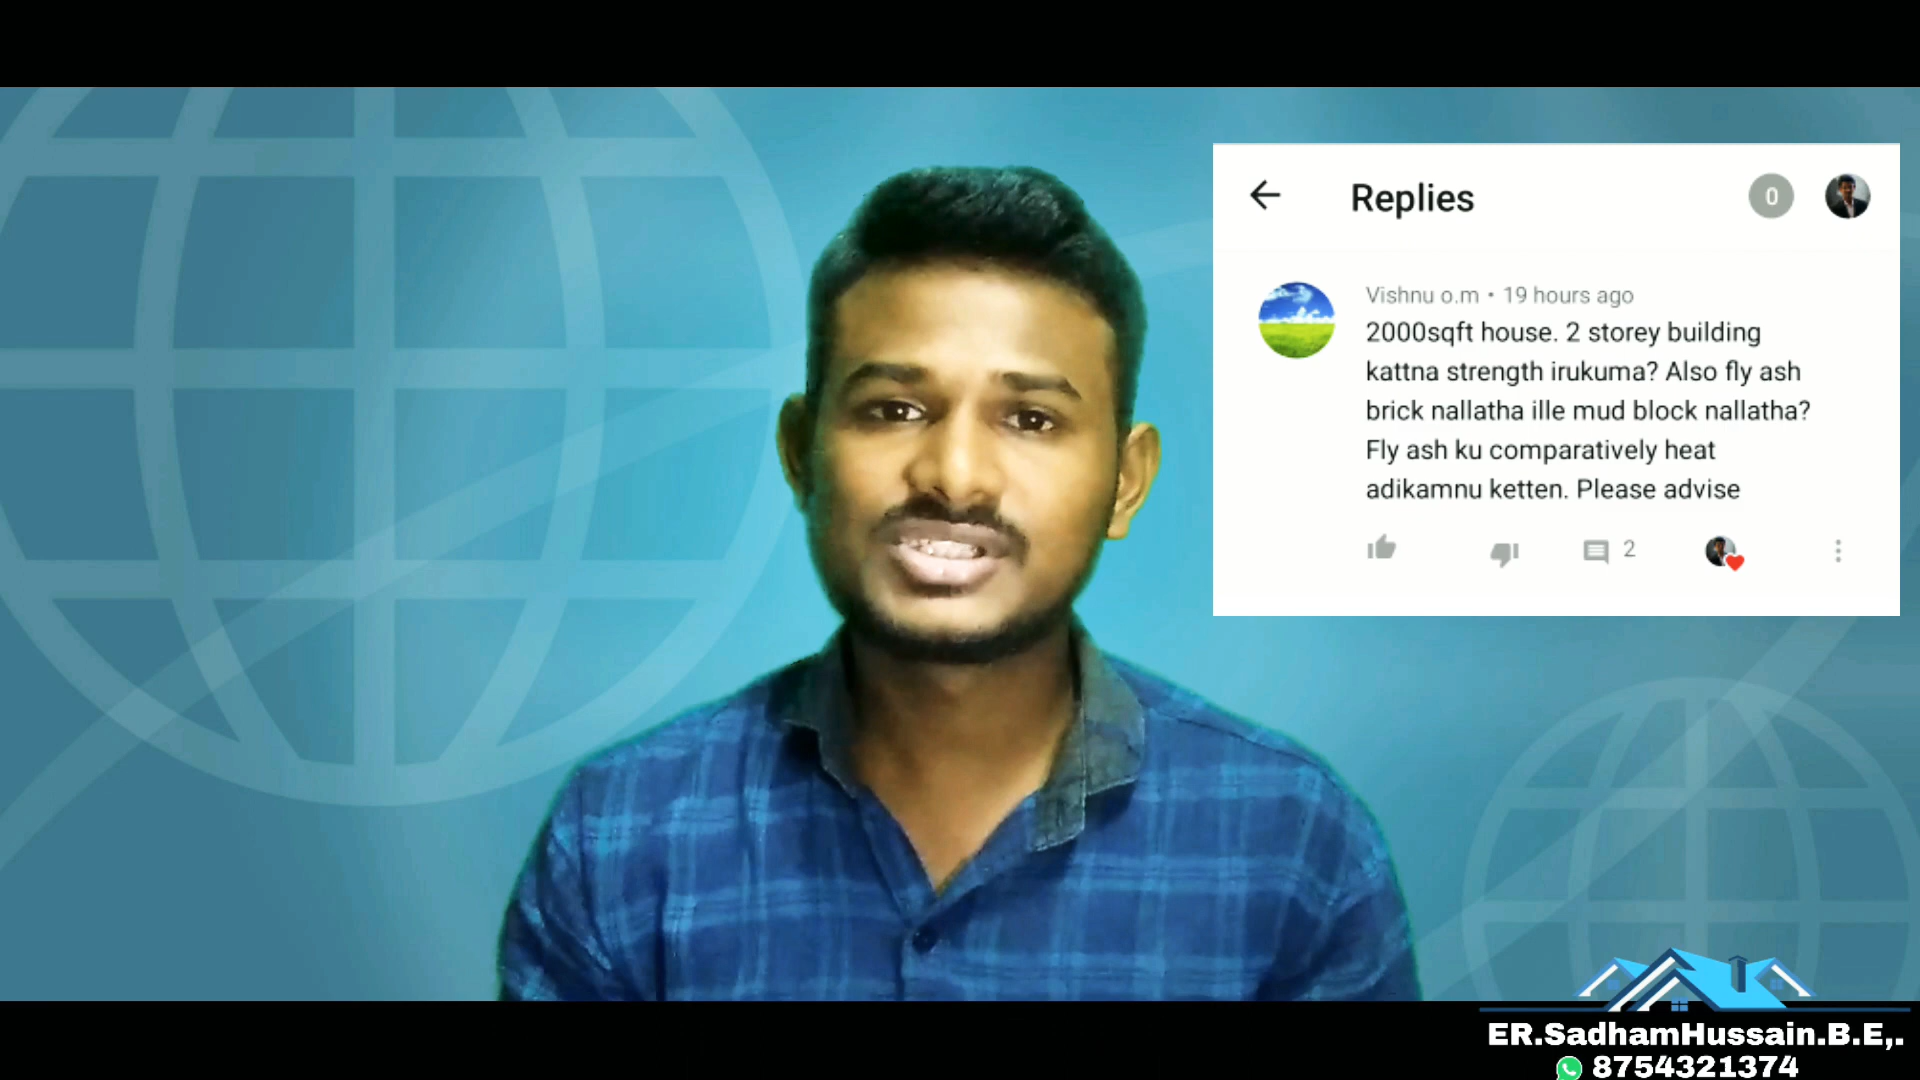 Replies
0
Vishnu o.m • 19 hours ago
2000sqft house. 2 storey building
kattna strength irukuma? Also fly ash
brick nallatha ille mud block nallatha?
Fly ash ku comparatively heat
adikamnu ketten. Please advise
2
ER.SadhamHussain.B.E,.
8754321374